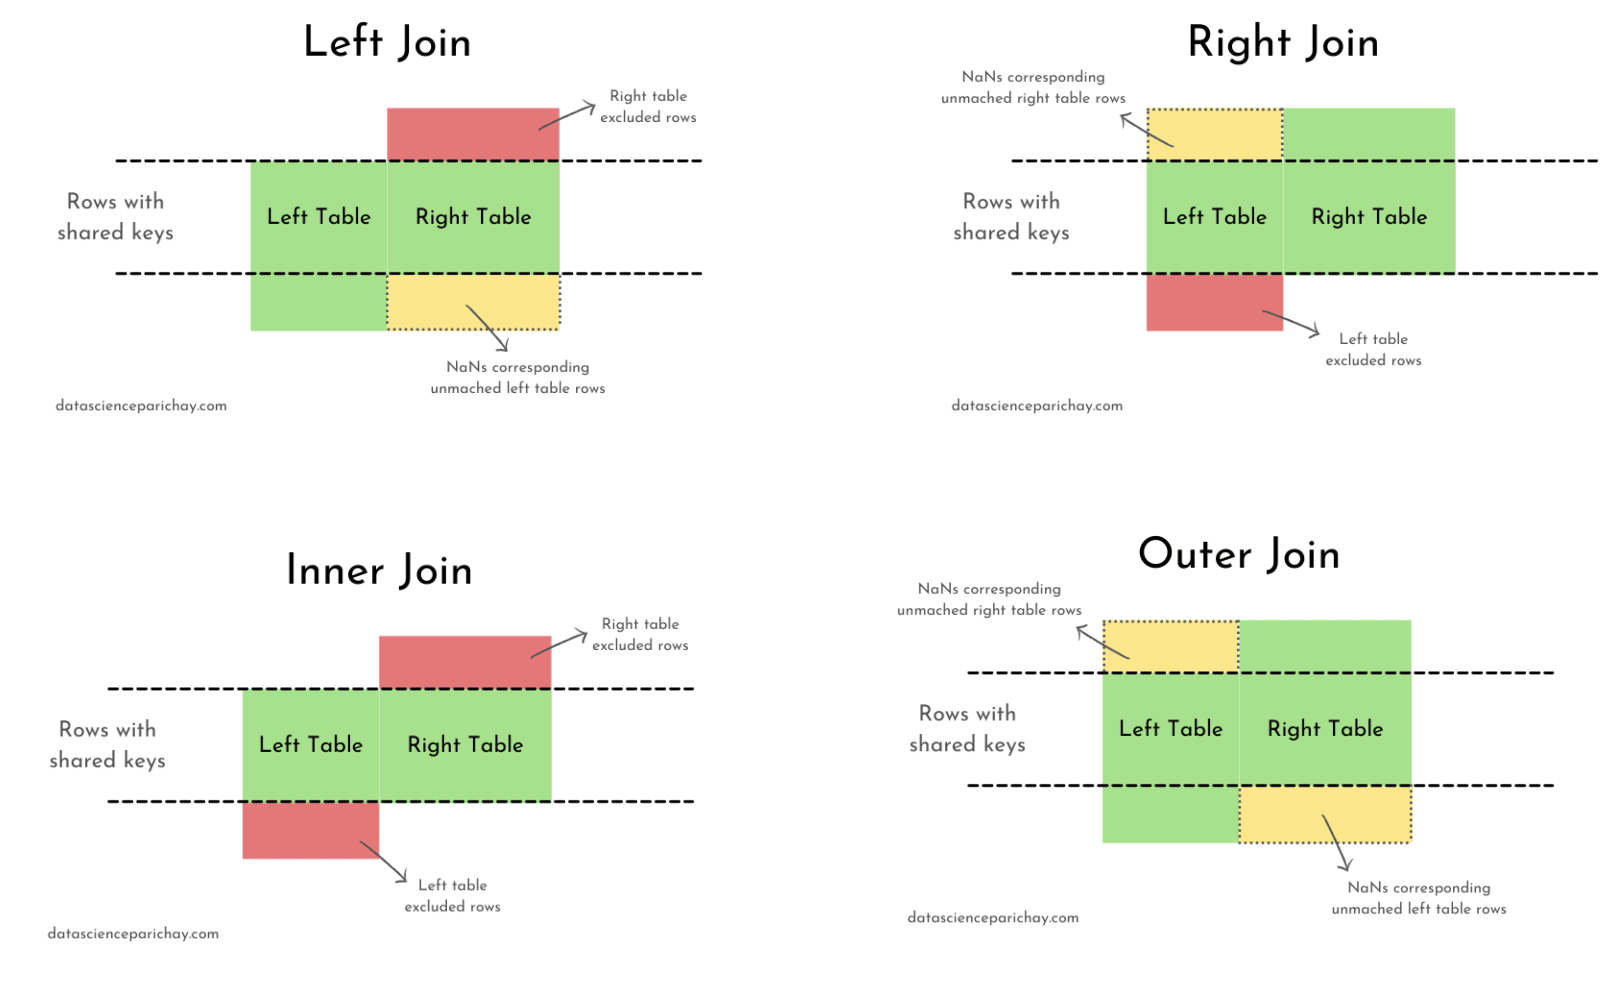 Left Join
Right table
excluded rows
Rows with
shared keys
Left Table
Right Table
NaNs corresponding
unmached left table rows
datascienceparichay.com
Right Join
NaNs corresponding
unmached right table rows
Rows with
shared keys
Left Table
Right Table
Left table
excluded rows
datascienceparichay.com
Inner Join
Right table
excluded rows
Rows with
shared keys
Left Table
Right Table
Left table
excluded rows
datascienceparichay.com
Outer Join
NaNs corresponding
unmached right table rows
Rows with
shared keys
Left Table
Right Table
NaNs corresponding
unmached left table rows
datascienceparichay.com